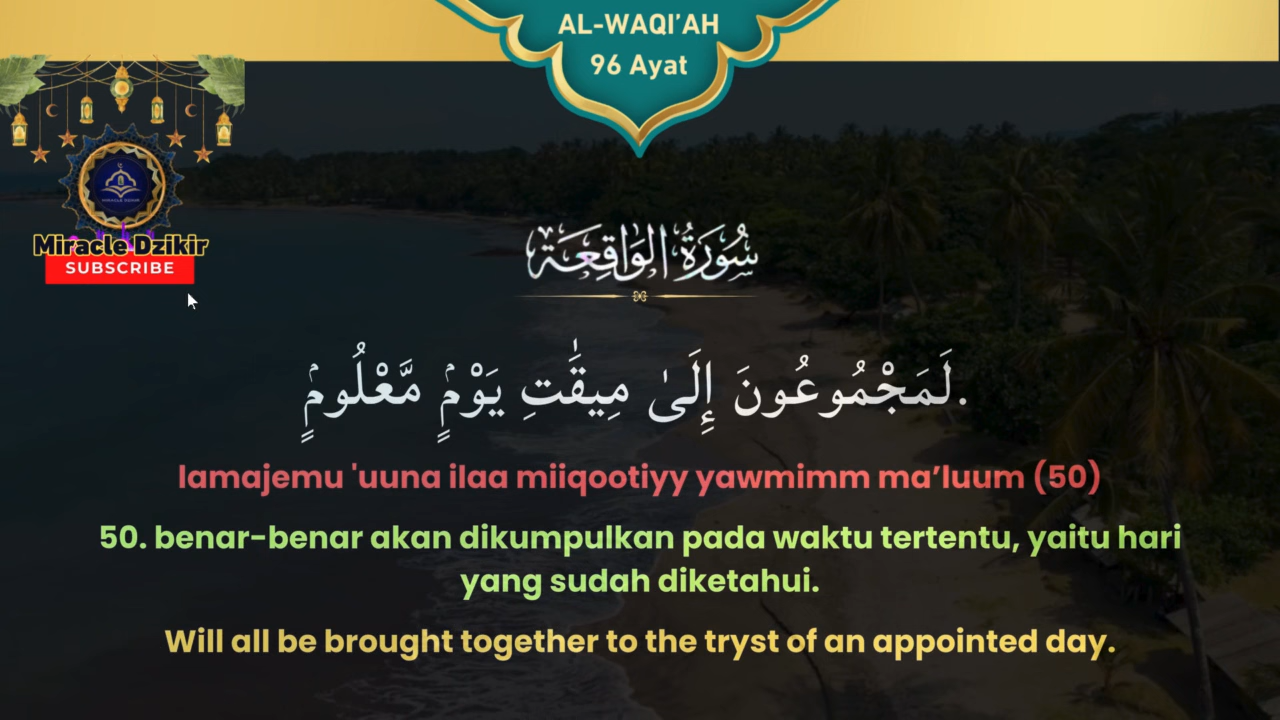 AL-WAQI'AH
96 Ayat
Miracle Dzikir
SUBSCRIBE
سُورَةُ الوَاقِعَة
لَمَجْمُوعُونَ إِلَىٰ مِيقَٰتِ يَوْمٍۢ مَّعْلُومٍۢ.
lamajemu 'uuna ilaa miiqootiyy yawmimm ma’luum (50)
50. benar-benar akan dikumpulkan pada waktu tertentu, yaitu hari
yang sudah diketahui.
Will all be brought together to the tryst of an appointed day.